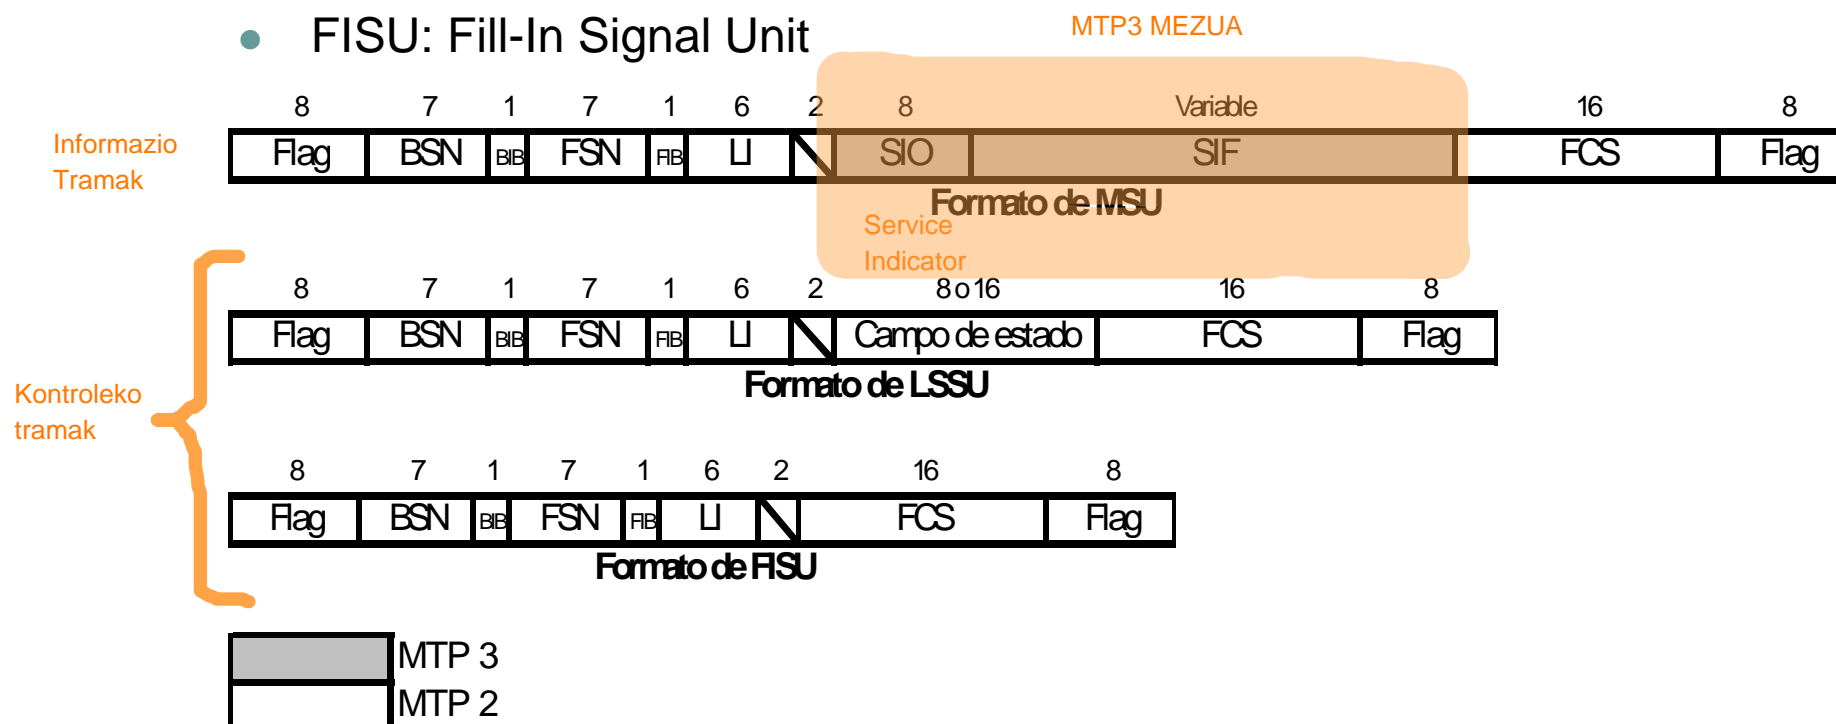 • FISU: Fill-In Signal Unit
MTP3 MEZUA
8 7 1 7 1 6 2 8 Variable 16 8
Informazio
Tramak
Flag BSN BIB FSN FIB LI SIO SIF FCS Flag
Formato de MSU
Service
Indicator
8 7 1 7 1 6 2 8 o 16 16 8
Flag BSN BIB FSN FIB LI Campo de estado FCS Flag
Formato de LSSU
Kontroleko
tramak
8 7 1 7 1 6 2 16 8
Flag BSN BIB FSN FIB LI FCS Flag
Formato de FISU
MTP 3
MTP 2